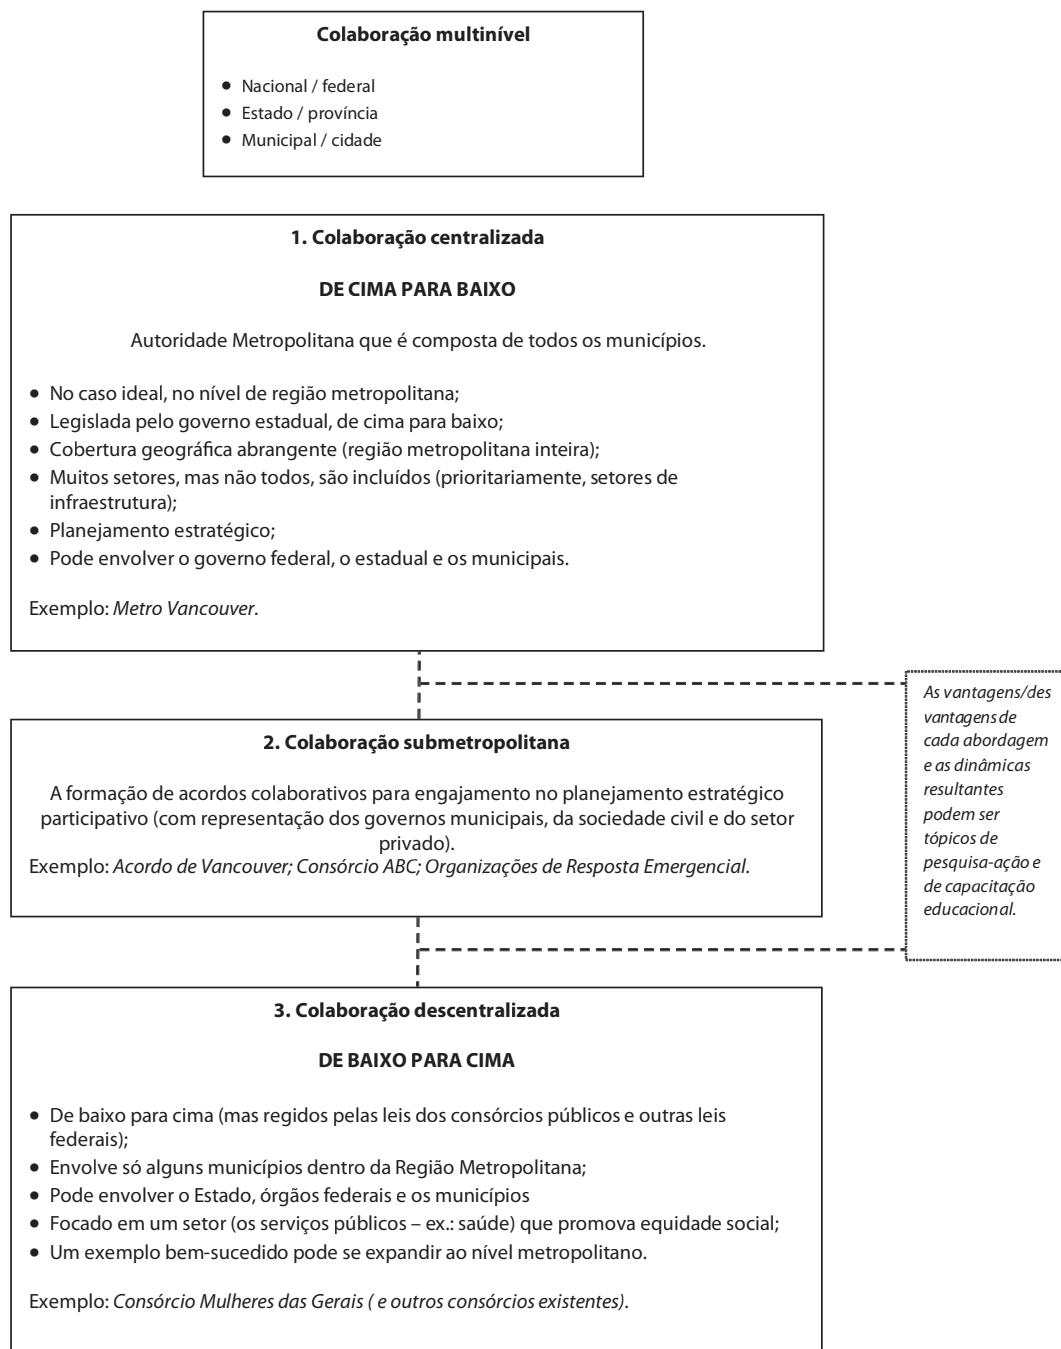 Colaboração multinível
• Nacional / federal
• Estado / província
• Municipal / cidade
1. Colaboração centralizada
DE CIMA PARA BAIXO
Autoridade Metropolitana que é composta de todos os municípios.
• No caso ideal, no nível de região metropolitana;
• Legislada pelo governo estadual, de cima para baixo;
• Cobertura geográfica abrangente (região metropolitana inteira);
• Muitos setores, mas não todos, são incluídos (prioritariamente, setores de
infraestrutura);
• Planejamento estratégico;
• Pode envolver o governo federal, o estadual e os municipais.
Exemplo: Metro Vancouver.
As vantagens/des
vantagens de
cada abordagem
e as dinâmicas
resultantes
podem ser
tópicos de
pesquisa-ação e
de capacitação
educacional.
2. Colaboração submetropolitana
A formação de acordos colaborativos para engajamento no planejamento estratégico
participativo (com representação dos governos municipais, da sociedade civil e do setor
privado).
Exemplo: Acordo de Vancouver; Consórcio ABC; Organizações de Resposta Emergencial.
3. Colaboração descentralizada
DE BAIXO PARA CIMA
• De baixo para cima (mas regidos pelas leis dos consórcios públicos e outras leis
federais);
• Envolve só alguns municípios dentro da Região Metropolitana;
• Pode envolver o Estado, órgãos federais e os municípios
• Focado em um setor (os serviços públicos – ex.: saúde) que promova equidade social;
• Um exemplo bem-sucedido pode se expandir ao nível metropolitano.
Exemplo: Consórcio Mulheres das Gerais ( e outros consórcios existentes).